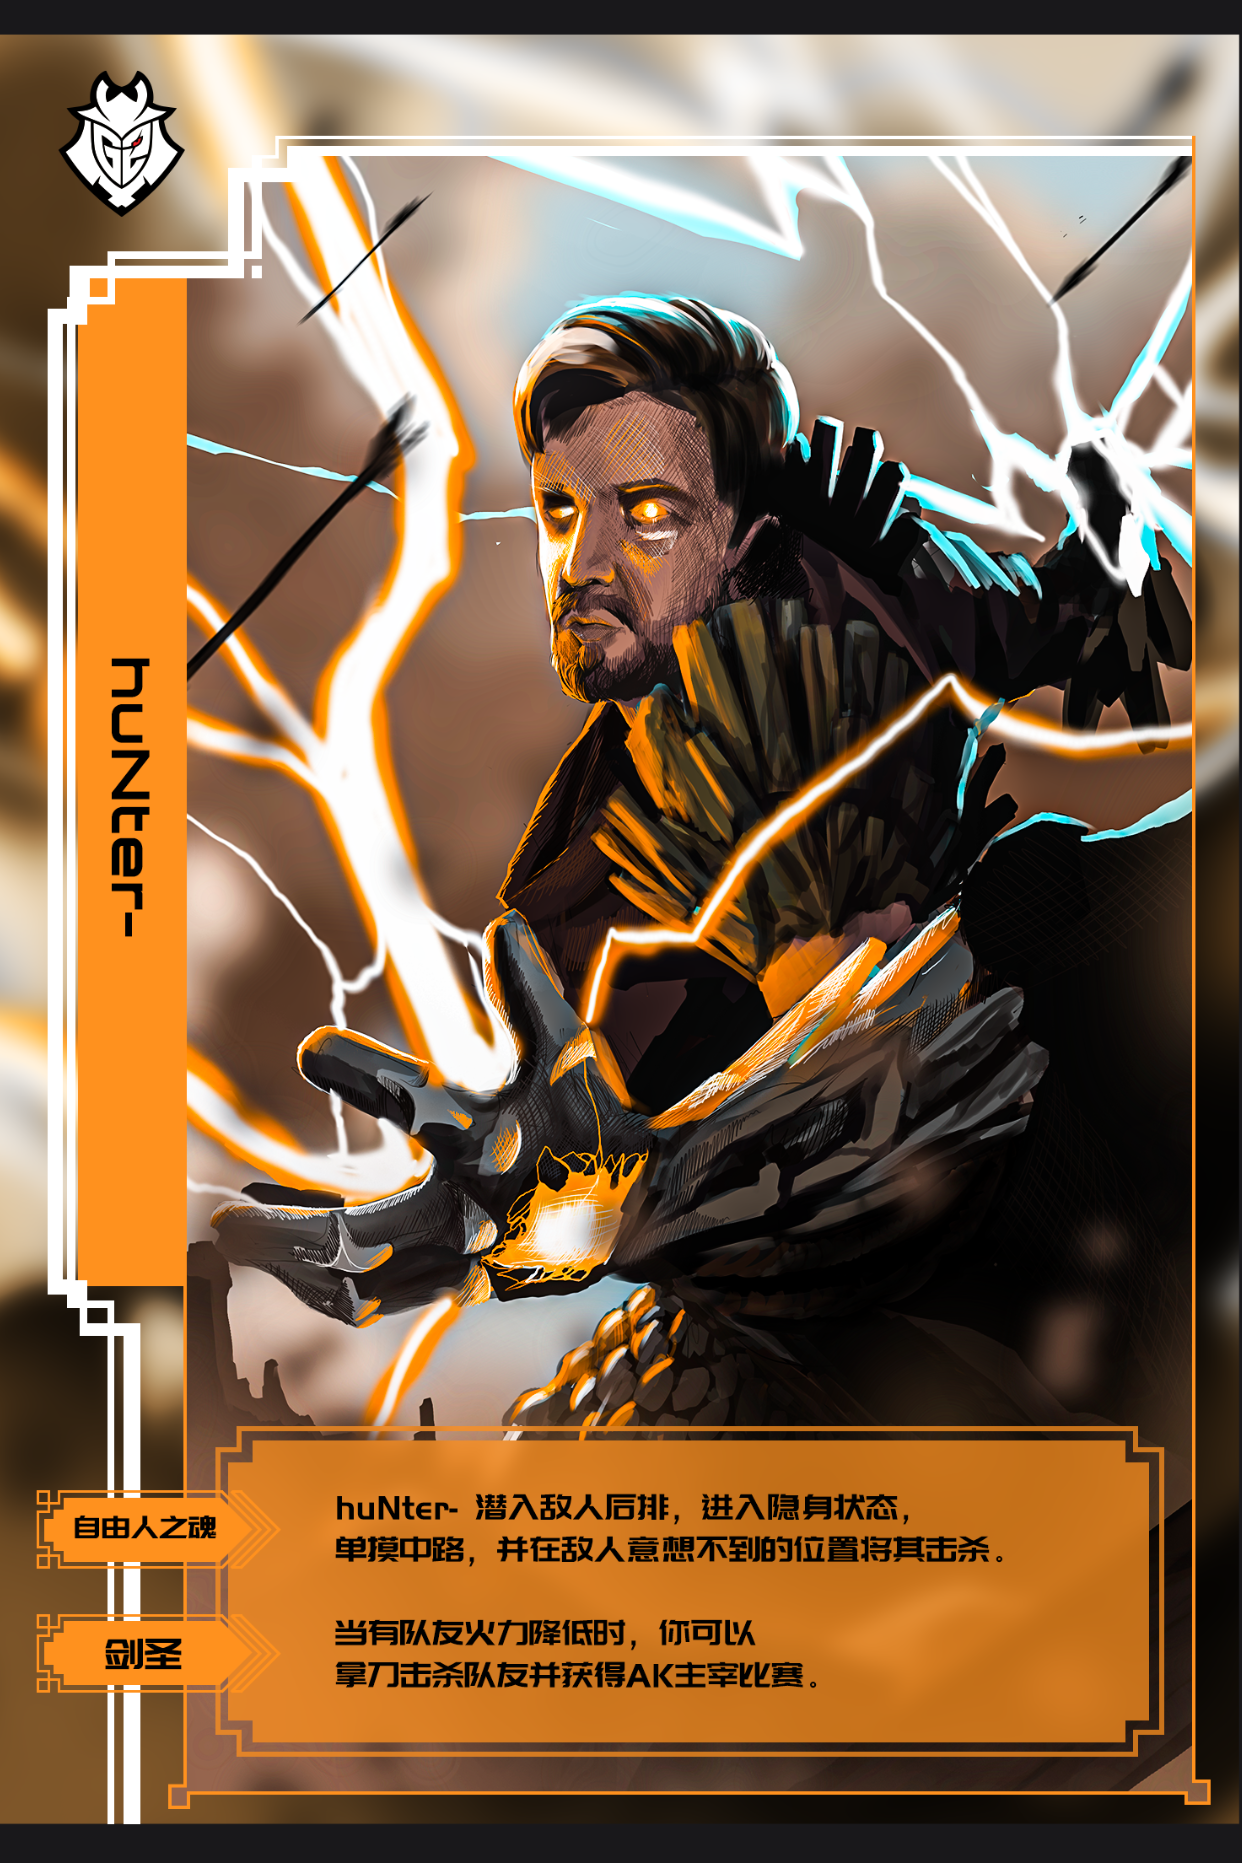 G2
huNter-
自由人之魂
huNter- 潜入敌人后排，进入隐身状态，
单摸中路，并在敌人意想不到的位置将其击杀。
剑圣
当有队友火力降低时，你可以
拿刀击杀队友并获得AK主宰比赛。